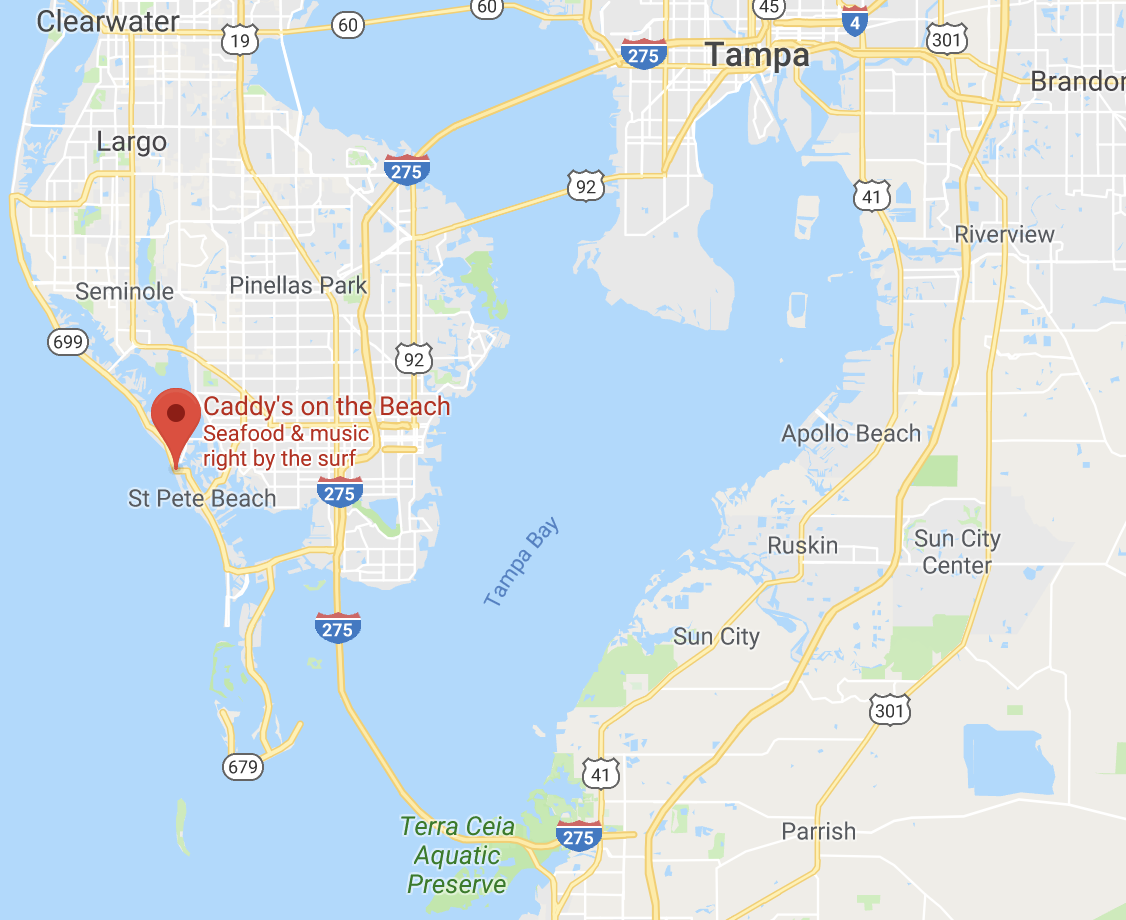 Clearwater
60
60
45
4
19
275
Tampa
301
Brandon
Largo
275
92
41
Riverview
Seminole
Pinellas Park
699
92
Caddy's on the Beach
Seafood & music
right by the surf
Apollo Beach
St Pete Beach
275
Tampa Bay
Ruskin
Sun City
Center
275
Sun City
301
679
41
Terra Ceia
Aquatic
Preserve
275
Parrish